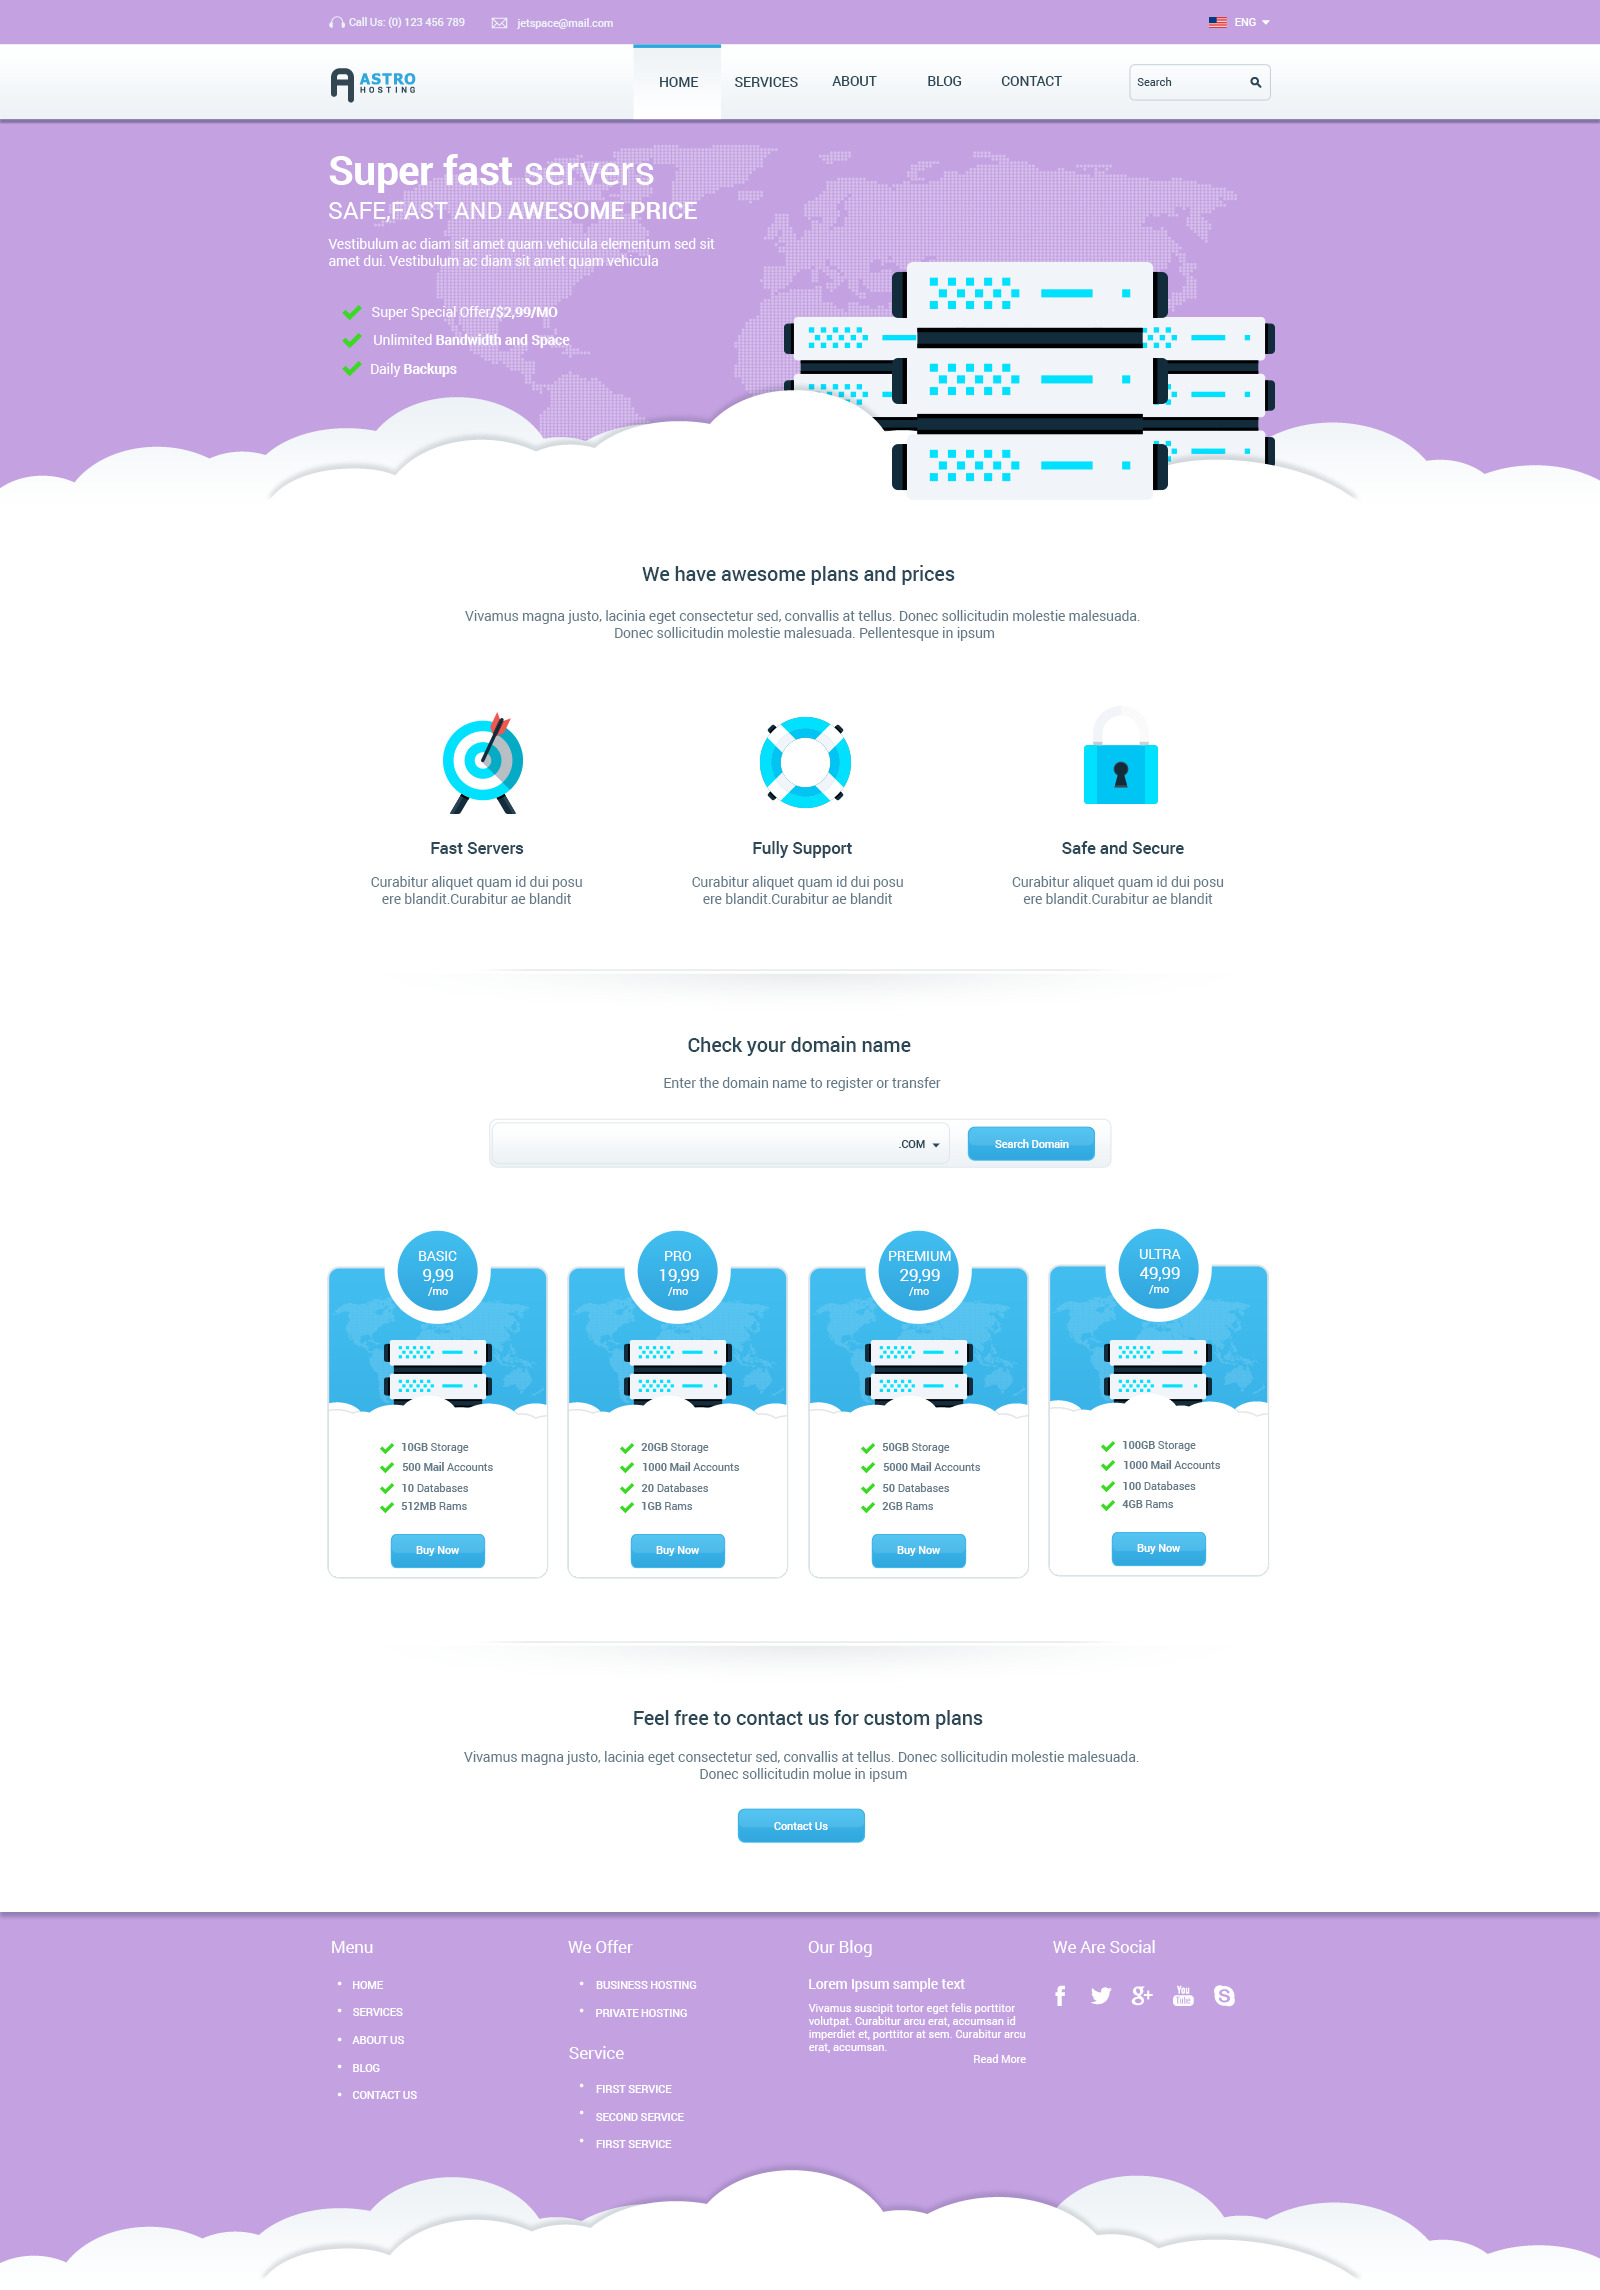 Call Us: (0) 123 456 789
jetspace@mail.com
ENG
ASTRO
HOSTING
HOME
SERVICES
ABOUT
BLOG
CONTACT
Search
Super fast servers
SAFE,FAST AND AWESOME PRICE
Vestibulum ac diam sit amet quam vehicula elementum sed sit
amet dui. Vestibulum ac diam sit amet quam vehicula
Super Special Offer/$2,99/MO
Unlimited Bandwidth and Space
Daily Backups
We have awesome plans and prices
Vivamus magna justo, lacinia eget consectetur sed, convallis at tellus. Donec sollicitudin molestie malesuada.
Donec sollicitudin molestie malesuada. Pellentesque in ipsum
Fast Servers
Curabitur aliquet quam id dui posu
ere blandit.Curabitur ae blandit
Fully Support
Curabitur aliquet quam id dui posu
ere blandit.Curabitur ae blandit
Safe and Secure
Curabitur aliquet quam id dui posu
ere blandit.Curabitur ae blandit
Check your domain name
Enter the domain name to register or transfer
.COM
Search Domain
BASIC
9,99
/mo
10GB Storage
500 Mail Accounts
10 Databases
512MB Rams
Buy Now
PRO
19,99
/mo
20GB Storage
1000 Mail Accounts
20 Databases
1GB Rams
Buy Now
PREMIUM
29,99
/mo
50GB Storage
5000 Mail Accounts
50 Databases
2GB Rams
Buy Now
ULTRA
49,99
/mo
100GB Storage
1000 Mail Accounts
100 Databases
4GB Rams
Buy Now
Feel free to contact us for custom plans
Vivamus magna justo, lacinia eget consectetur sed, convallis at tellus. Donec sollicitudin molestie malesuada.
Donec sollicitudin molue in ipsum
Contact Us
Menu
HOME
SERVICES
ABOUT US
BLOG
CONTACT US
We Offer
BUSINESS HOSTING
PRIVATE HOSTING
Service
FIRST SERVICE
SECOND SERVICE
FIRST SERVICE
Our Blog
Lorem Ipsum sample text
Vivamus suscipit tortor eget felis porttitor
volutpat. Curabitur arcu erat, accumsan id
imperdiet et, porttitor at sem. Curabitur arcu
erat, accumsan.
Read More
We Are Social
You
Tube